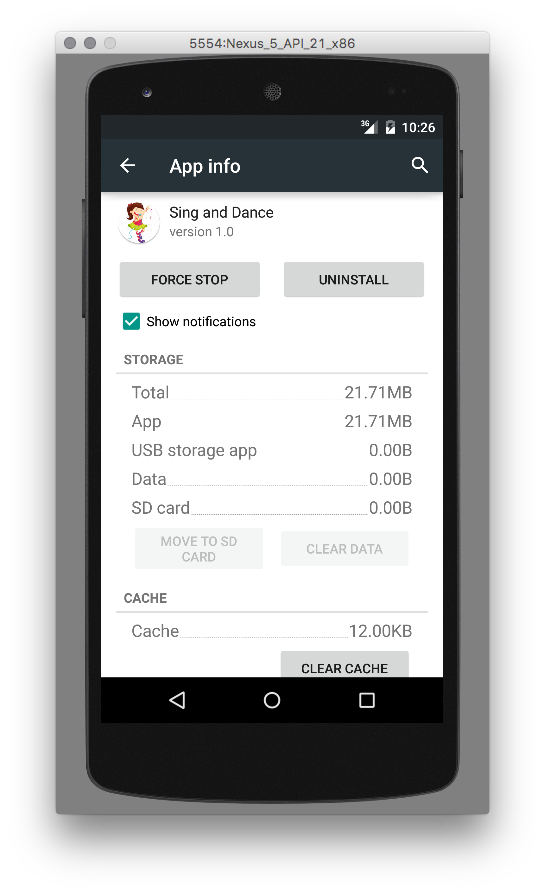 5554:Nexus_5_API_21_x86
3G 10:26
App info
Sing and Dance
version 1.0
FORCE STOP UNINSTALL
Show notifications
STORAGE
Total 21.71MB
App 21.71MB
USB storage app 0.00B
Data 0.00B
SD card 0.00B
MOVE TO SD
CARD
CLEAR DATA
CACHE
Cache 12.00KB
CLEAR CACHE